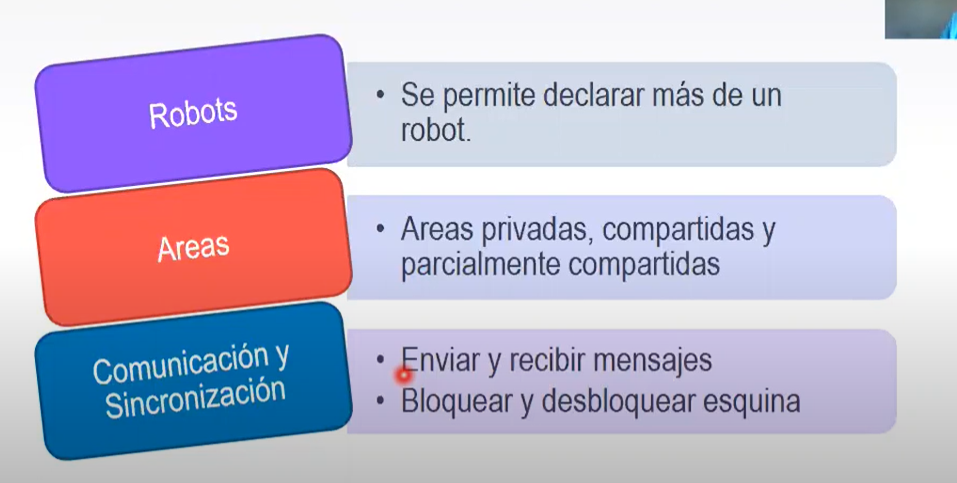 Robots
• Se permite declarar más de un
robot.
Areas
• Areas privadas, compartidas y
parcialmente compartidas
Comunicación y
Sincronización
• Enviar y recibir mensajes
• Bloquear y desbloquear esquina